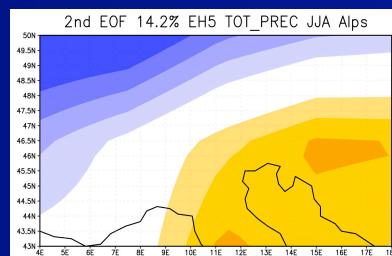 2nd EOF 14.2% EH5 TOT_PREC JJA Alps
50N
49.5N
49N
48.5N
48N
47.5N
47N
46.5N
46N
45.5N
45N
44.5N
44N
43.5N
43N
4E 5E 6E 7E 8E 9E 10E 11E 12E 13E 14E 15E 16E 17E